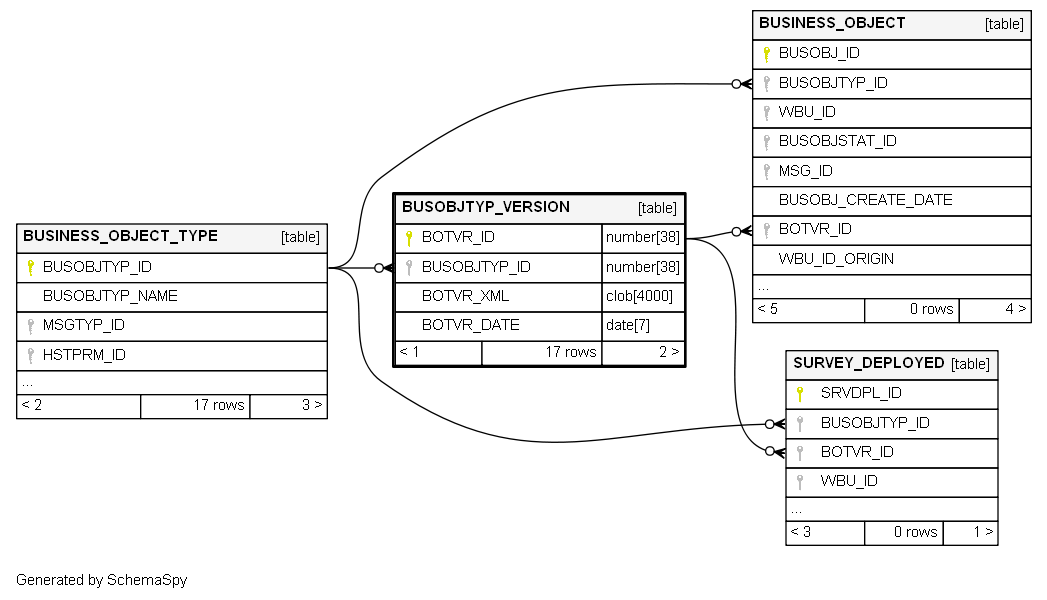 BUSINESS_OBJECT [table]
BUSOBJ_ID
BUSOBJTYP_ID
WBU_ID
BUSOBJSTAT_ID
MSG_ID
BUSOBJ_CREATE_DATE
BOTVR_ID
WBU_ID_ORIGIN
...
< 5 0 rows 4 >
BUSOBJTYP_VERSION [table]
BOTVR_ID number[38]
BUSOBJTYP_ID number[38]
BOTVR_XML clob[4000]
BOTVR_DATE date[7]
< 1 17 rows 2 >
BUSINESS_OBJECT_TYPE [table]
BUSOBJTYP_ID
BUSOBJTYP_NAME
MSGTYP_ID
HSTPRM_ID
...
< 2 17 rows 3 >
SURVEY_DEPLOYED [table]
SRVDPL_ID
BUSOBJTYP_ID
BOTVR_ID
WBU_ID
...
< 3 0 rows 1 >
Generated by SchemaSpy